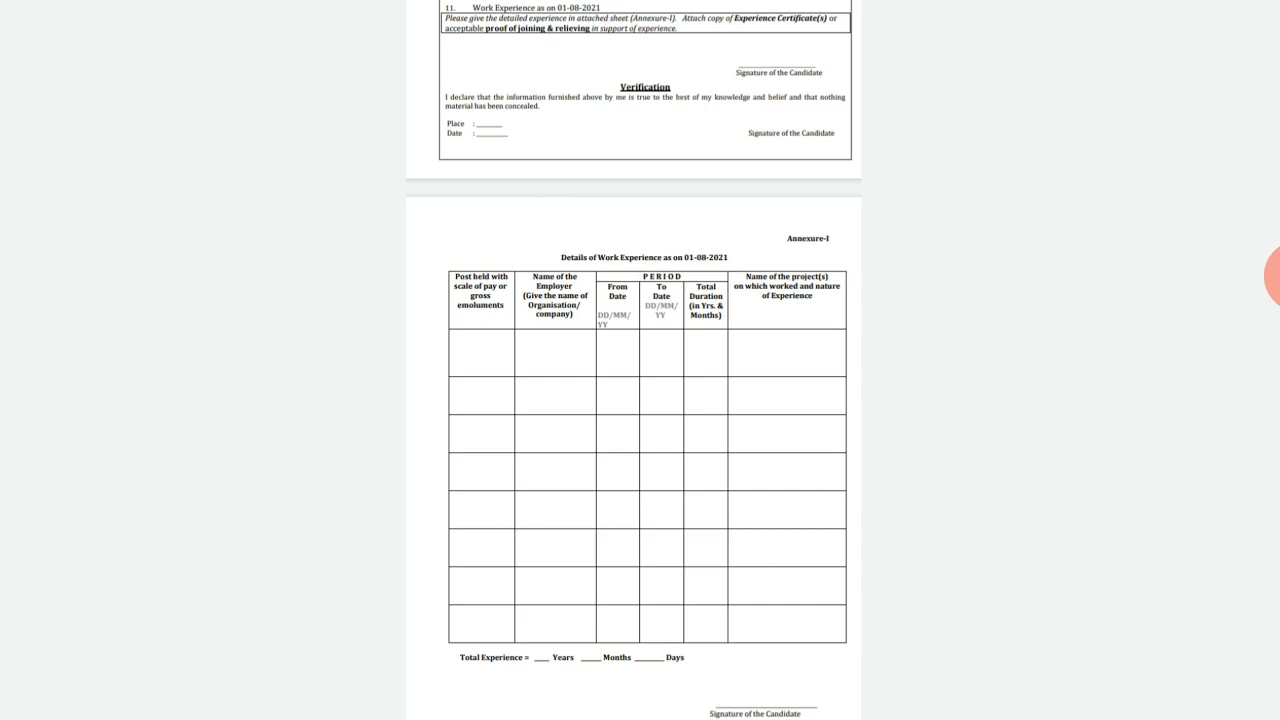 11. Work Experience as on 01-08-2021
Please give the detailed experience in attached sheet (Annexure-I). Attach copy of Experience Certificate(s) or
acceptable proof of joining & relieving in support of experience.
Signature of the Candidate
Verification
I declare that the information furnished above by me is true to the best of my knowledge and belief and that nothing
material has been concealed.
Place : ______
Date : ______
Signature of the Candidate
Annexure-I
Details of Work Experience as on 01-08-2021
Post held with
scale of pay or
gross
emoluments
Name of the
Employer
(Give the name of
Organisation/
company)
P E R I O D
From
Date
DD/MM/
YY
To
Date
DD/MM/
YY
Total
Duration
(in Yrs. &
Months)
Name of the project(s)
on which worked and nature
of Experience
Total Experience = ___ Years ____ Months ______ Days
Signature of the Candidate